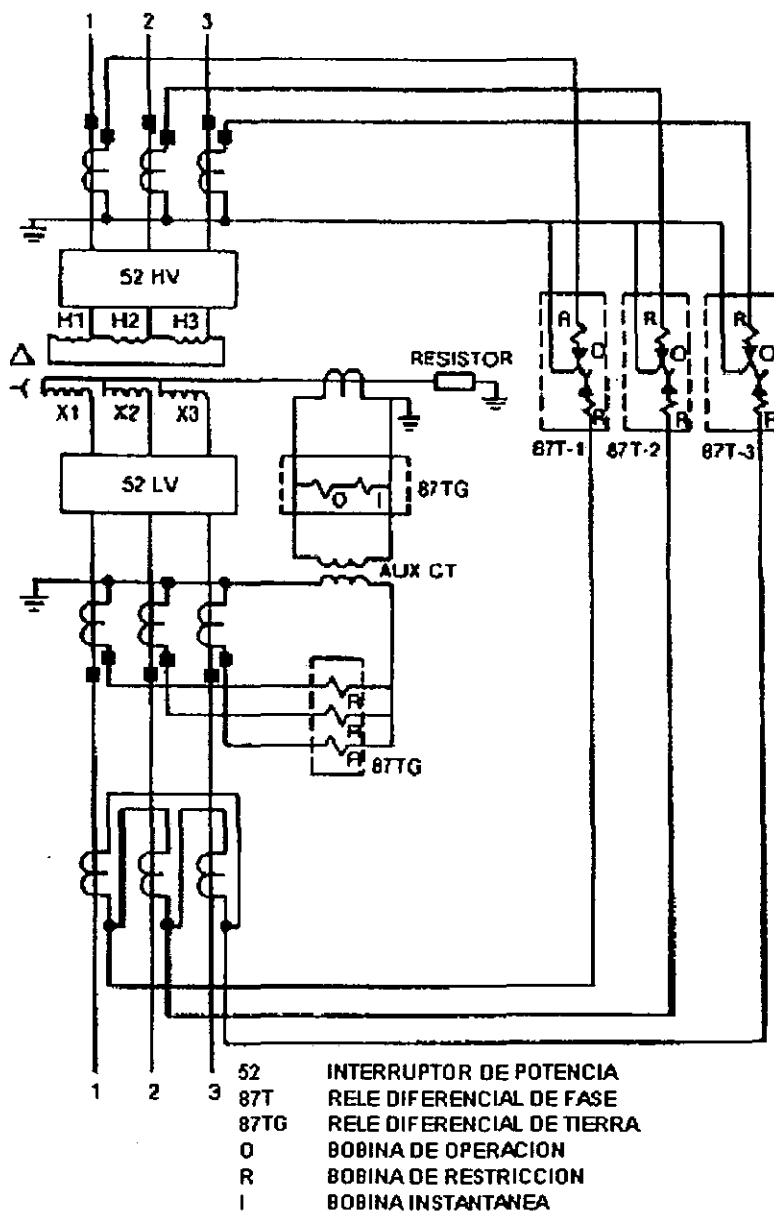 1 2 3
52 HV
H1 H2 H3
X1 X2 X3
52 LV
RESISTOR
87TG
O I
AUX CT
R
R
A
87TG
A O R
R O R
R O R
87T-1 87T-2 87T-3
1 2 3
52 INTERRUPTOR DE POTENCIA
87T RELE DIFERENCIAL DE FASE
87TG RELE DIFERENCIAL DE TIERRA
O BOBINA DE OPERACION
R BOBINA DE RESTRICCION
I BOBINA INSTANTANEA